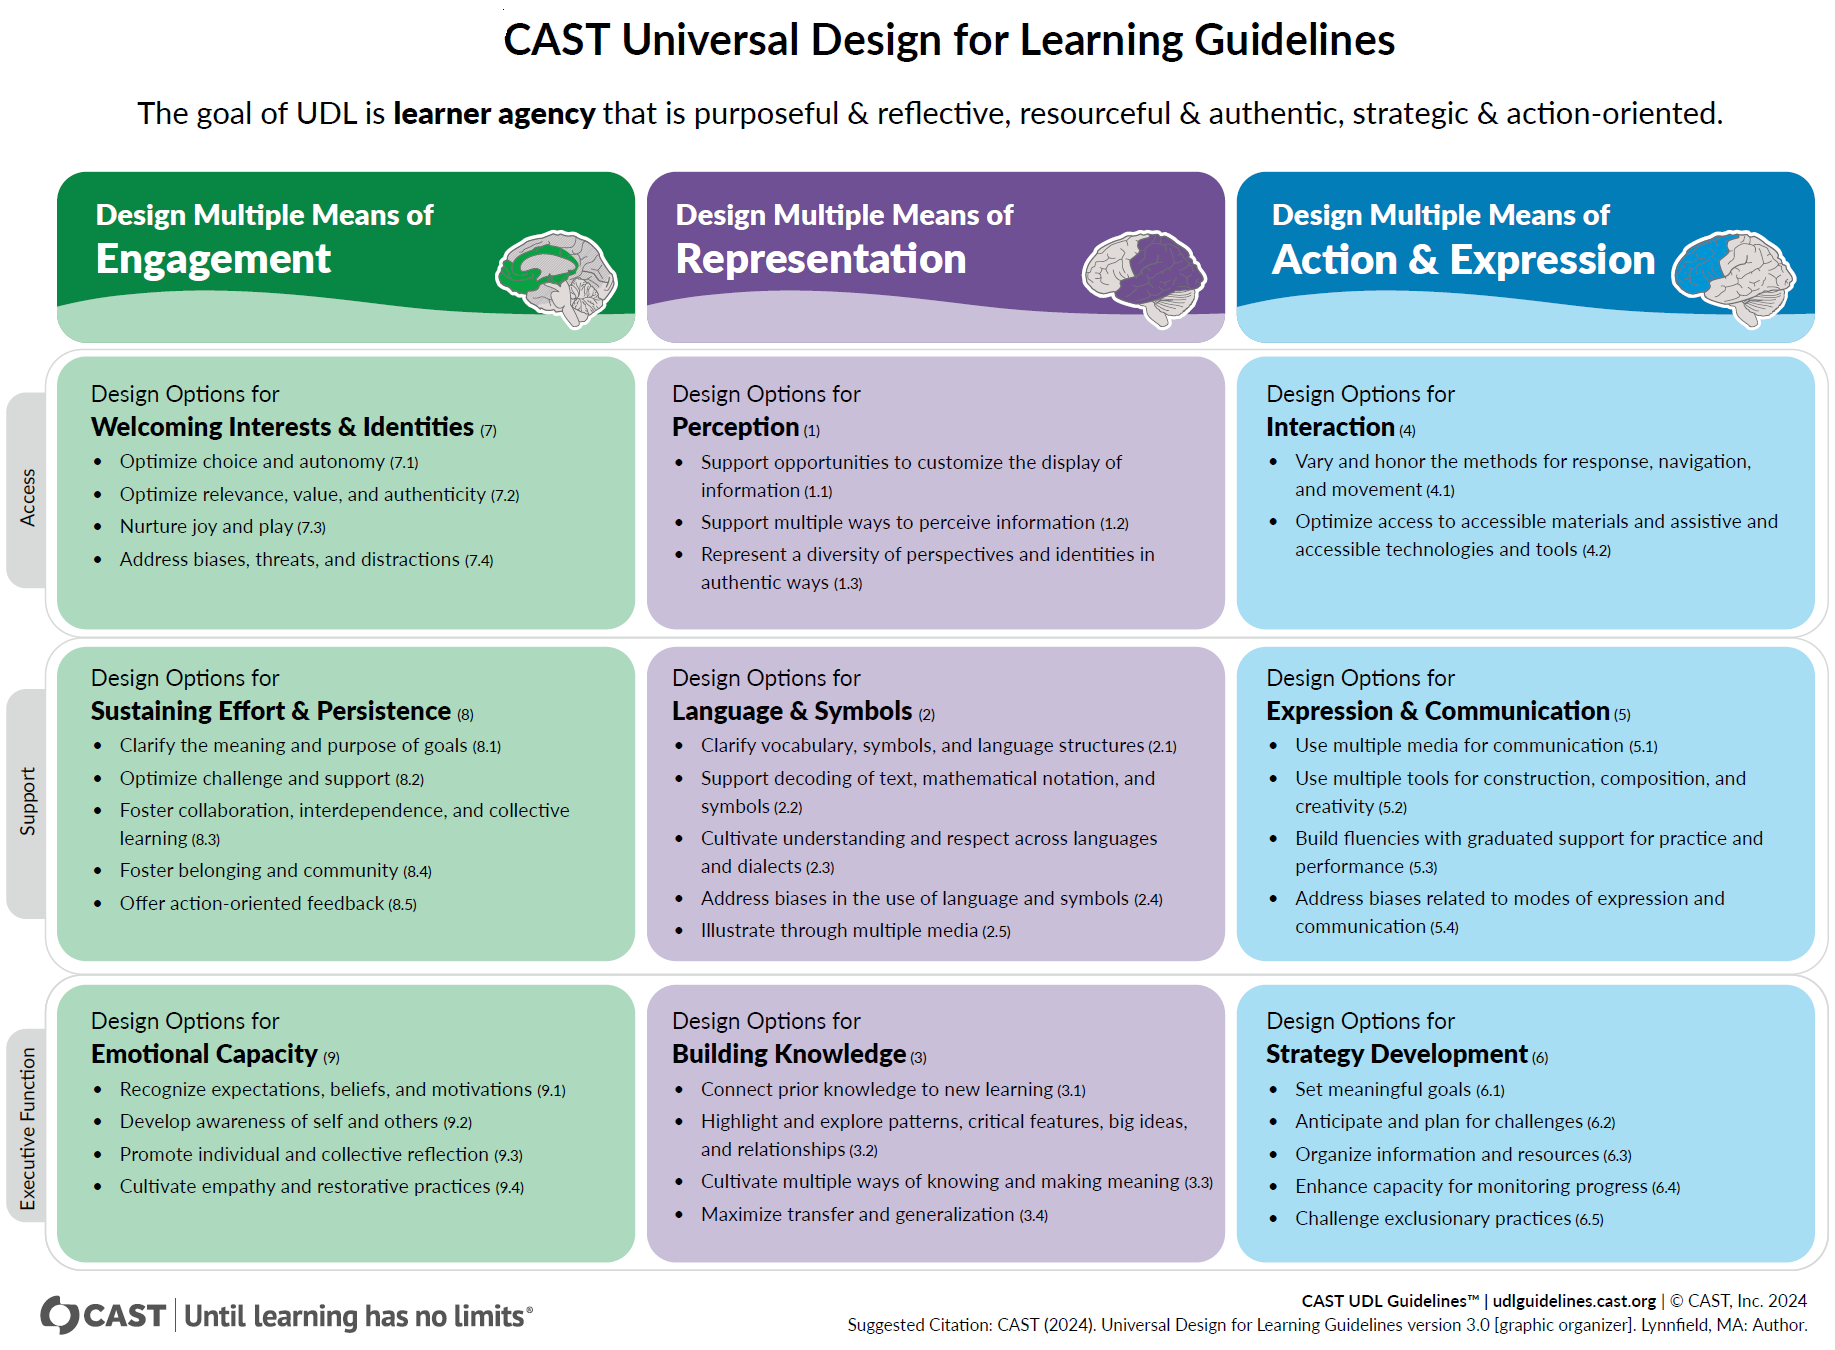 CAST Universal Design for Learning Guidelines
The goal of UDL is learner agency that is purposeful & reflective, resourceful & authentic, strategic & action-oriented.
Design Multiple Means of
Engagement
Design Multiple Means of
Representation
Design Multiple Means of
Action & Expression
Access
Design Options for
Welcoming Interests & Identities (7)
• Optimize choice and autonomy (7.1)
• Optimize relevance, value, and authenticity (7.2)
• Nurture joy and play (7.3)
• Address biases, threats, and distractions (7.4)
Design Options for
Perception (1)
• Support opportunities to customize the display of
information (1.1)
• Support multiple ways to perceive information (1.2)
• Represent a diversity of perspectives and identities in
authentic ways (1.3)
Design Options for
Interaction (4)
• Vary and honor the methods for response, navigation,
and movement (4.1)
• Optimize access to accessible materials and assistive and
accessible technologies and tools (4.2)
Support
Design Options for
Sustaining Effort & Persistence (8)
• Clarify the meaning and purpose of goals (8.1)
• Optimize challenge and support (8.2)
• Foster collaboration, interdependence, and collective
learning (8.3)
• Foster belonging and community (8.4)
• Offer action-oriented feedback (8.5)
Design Options for
Language & Symbols (2)
• Clarify vocabulary, symbols, and language structures (2.1)
• Support decoding of text, mathematical notation, and
symbols (2.2)
• Cultivate understanding and respect across languages
and dialects (2.3)
• Address biases in the use of language and symbols (2.4)
• Illustrate through multiple media (2.5)
Design Options for
Expression & Communication (5)
• Use multiple media for communication (5.1)
• Use multiple tools for construction, composition, and
creativity (5.2)
• Build fluencies with graduated support for practice and
performance (5.3)
• Address biases related to modes of expression and
communication (5.4)
Executive Function
Design Options for
Emotional Capacity (9)
• Recognize expectations, beliefs, and motivations (9.1)
• Develop awareness of self and others (9.2)
• Promote individual and collective reflection (9.3)
• Cultivate empathy and restorative practices (9.4)
Design Options for
Building Knowledge (3)
• Connect prior knowledge to new learning (3.1)
• Highlight and explore patterns, critical features, big ideas,
and relationships (3.2)
• Cultivate multiple ways of knowing and making meaning (3.3)
• Maximize transfer and generalization (3.4)
Design Options for
Strategy Development (6)
• Set meaningful goals (6.1)
• Anticipate and plan for challenges (6.2)
• Organize information and resources (6.3)
• Enhance capacity for monitoring progress (6.4)
• Challenge exclusionary practices (6.5)
CAST | Until learning has no limits®
CAST UDL Guidelines™ | udlguidelines.cast.org | © CAST, Inc. 2024
Suggested Citation: CAST (2024). Universal Design for Learning Guidelines version 3.0 [graphic organizer]. Lynnfield, MA: Author.